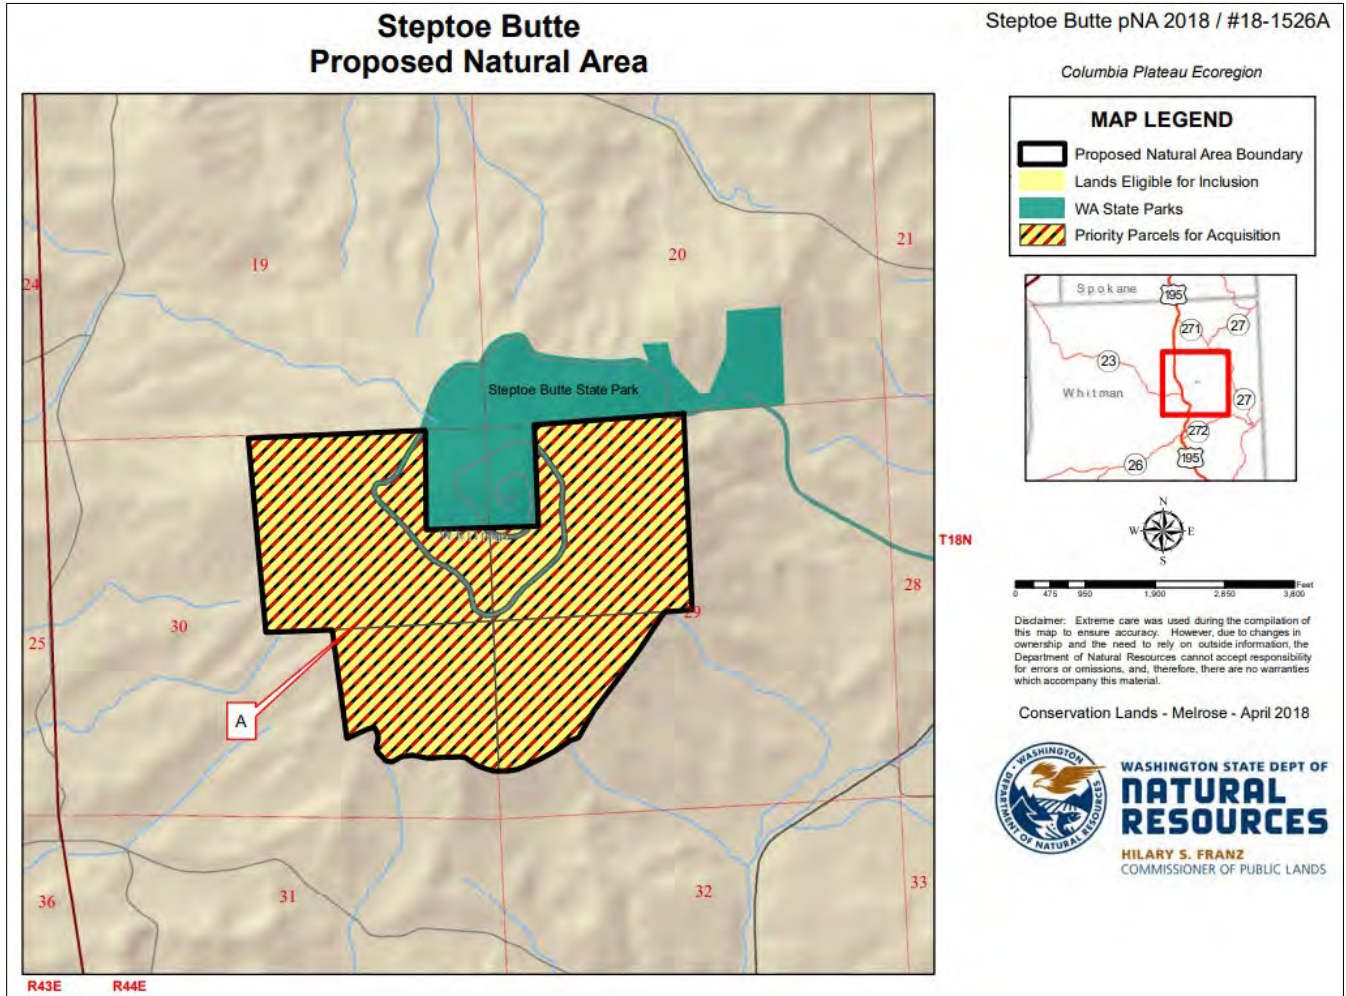 Steptoe Butte
Proposed Natural Area
Steptoe Butte pNA 2018 / #18-1526A
Columbia Plateau Ecoregion
MAP LEGEND
Proposed Natural Area Boundary
Lands Eligible for Inclusion
WA State Parks
Priority Parcels for Acquisition
24
19
20
21
Steptoe Butte State Park
T18N
25
30
29
28
A
36
31
32
33
R43E
R44E
Spokane
195
271
27
23
Whitman
27
272
195
26
N
W
E
S
Feet
0 475 950 1,900 2,850 3,800
Disclaimer: Extreme care was used during the compilation of
this map to ensure accuracy. However, due to changes in
ownership and the need to rely on outside information, the
Department of Natural Resources cannot accept responsibility
for errors or omissions, and, therefore, there are no warranties
which accompany this material.
Conservation Lands - Melrose - April 2018
WASHINGTON
DEPARTMENT OF NATURAL RESOURCES
WASHINGTON STATE DEPT OF
NATURAL
RESOURCES
HILARY S. FRANZ
COMMISSIONER OF PUBLIC LANDS